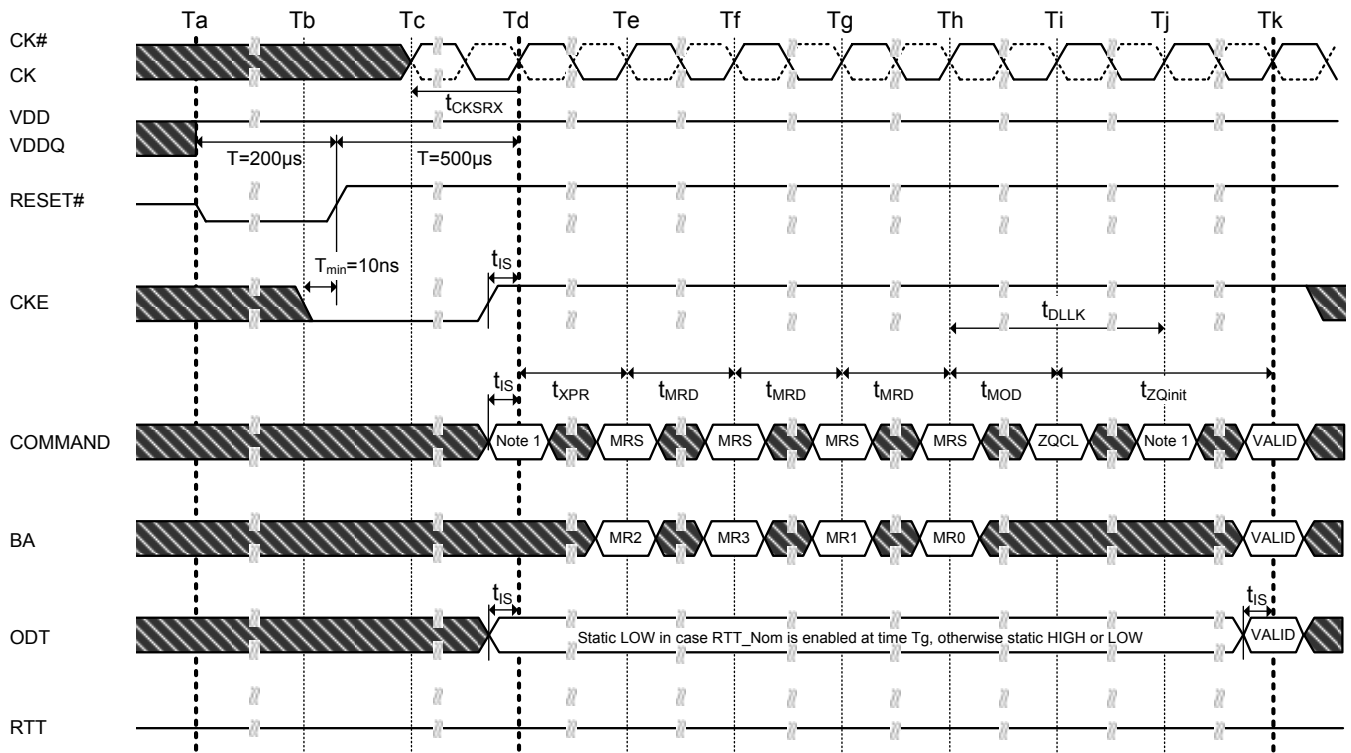 Ta Tb Tc Td Te Tf Tg Th Ti Tj Tk
CK#
CK
tCKSRX
VDD
VDDQ
T=200µs T=500µs
RESET#
Tmin=10ns
tIS
CKE
tDLLK
tIS tXPR tMRD tMRD tMRD tMOD tZQinit
COMMAND Note 1 MRS MRS MRS MRS ZQCL Note 1 VALID
BA MR2 MR3 MR1 MR0 VALID
tIS tIS
ODT Static LOW in case RTT_Nom is enabled at time Tg, otherwise static HIGH or LOW VALID
RTT